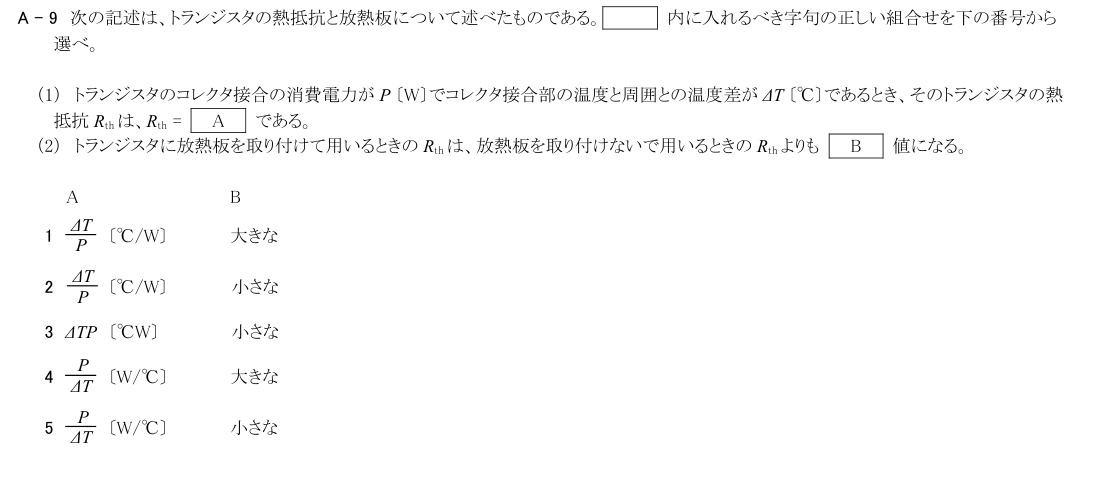 A－9 次の記述は、トランジスタの熱抵抗と放熱板について述べたものである。 内に入れるべき字句の正しい組合せを下の番号から
選べ。
(1) トランジスタのコレクタ接合の消費電力が P〔W〕でコレクタ接合部の温度と周囲との温度差が ΔT〔℃〕であるとき、そのトランジスタの熱
抵抗 Rthは、Rth = A である。
(2) トランジスタに放熱板を取り付けて用いるときの Rthは、放熱板を取り付けないで用いるときの Rthよりも B 値になる。
A B
1 ΔT/P 〔℃/W〕 大きな
2 ΔT/P 〔℃/W〕 小さな
3 ΔTP 〔℃W〕 小さな
4 P/ΔT 〔W/℃〕 大きな
5 P/ΔT 〔W/℃〕 小さな